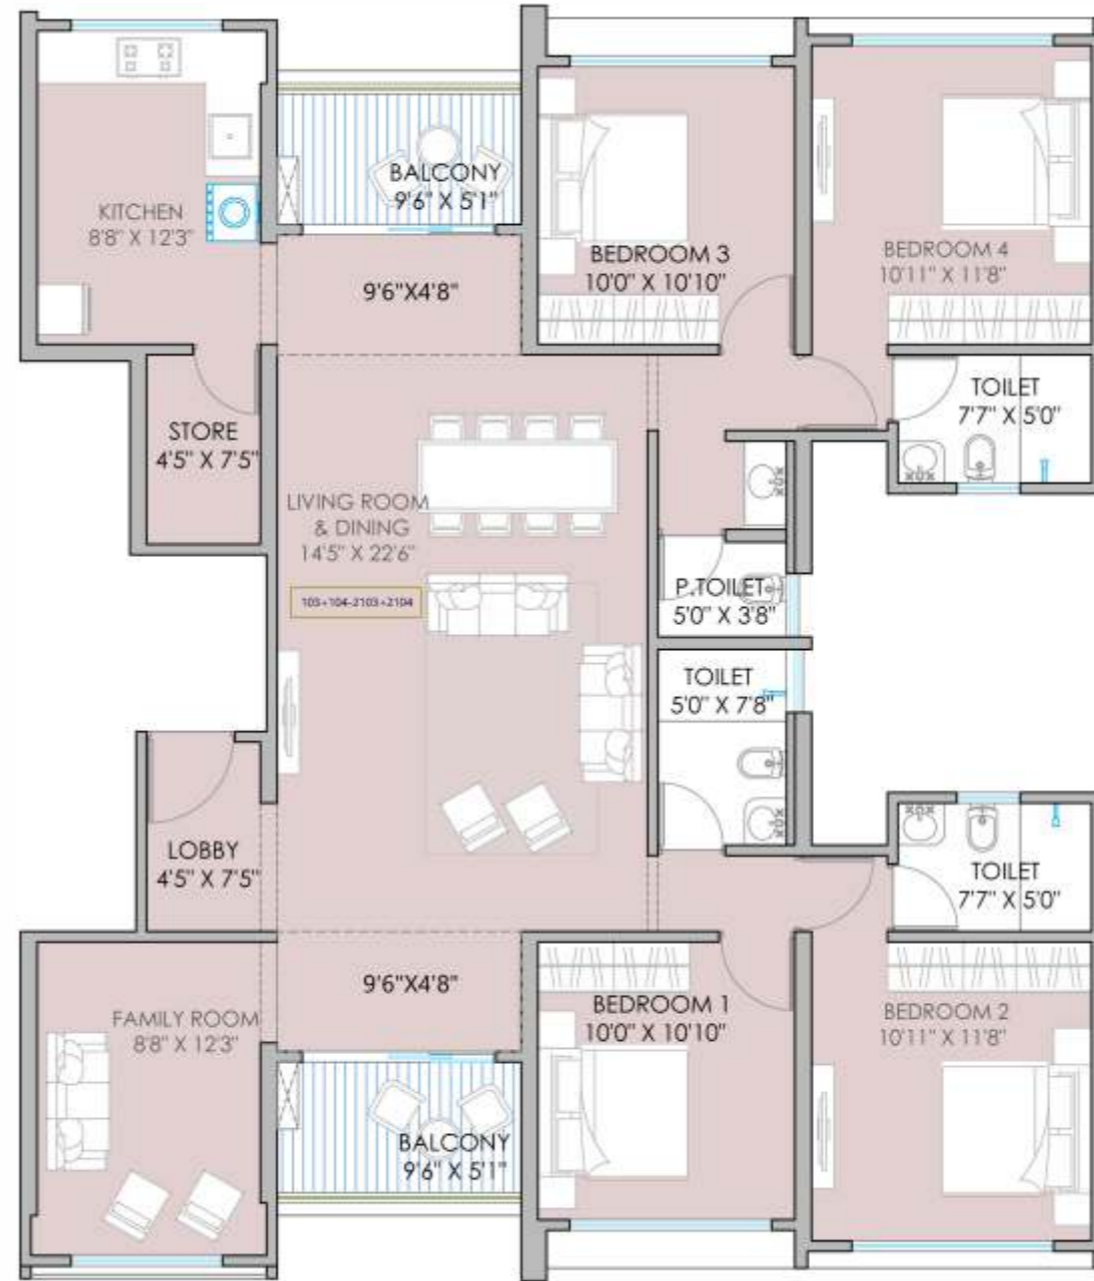 BALCONY
9'6" X 5'1"
KITCHEN
8'8" X 12'3"
BEDROOM 3
10'0" X 10'10"
BEDROOM 4
10'11" X 11'8"
9'6"X4'8"
STORE
4'5" X 7'5"
TOILET
7'7" X 5'0"
LIVING ROOM
& DINING
14'5" X 22'6"
103+104-2103+2104
P.TOILET
5'0" X 3'8"
TOILET
5'0" X 7'8"
LOBBY
4'5" X 7'5"
TOILET
7'7" X 5'0"
9'6"X4'8"
FAMILY ROOM
8'8" X 12'3"
BEDROOM 1
10'0" X 10'10"
BEDROOM 2
10'11" X 11'8"
BALCONY
9'6" X 5'1"